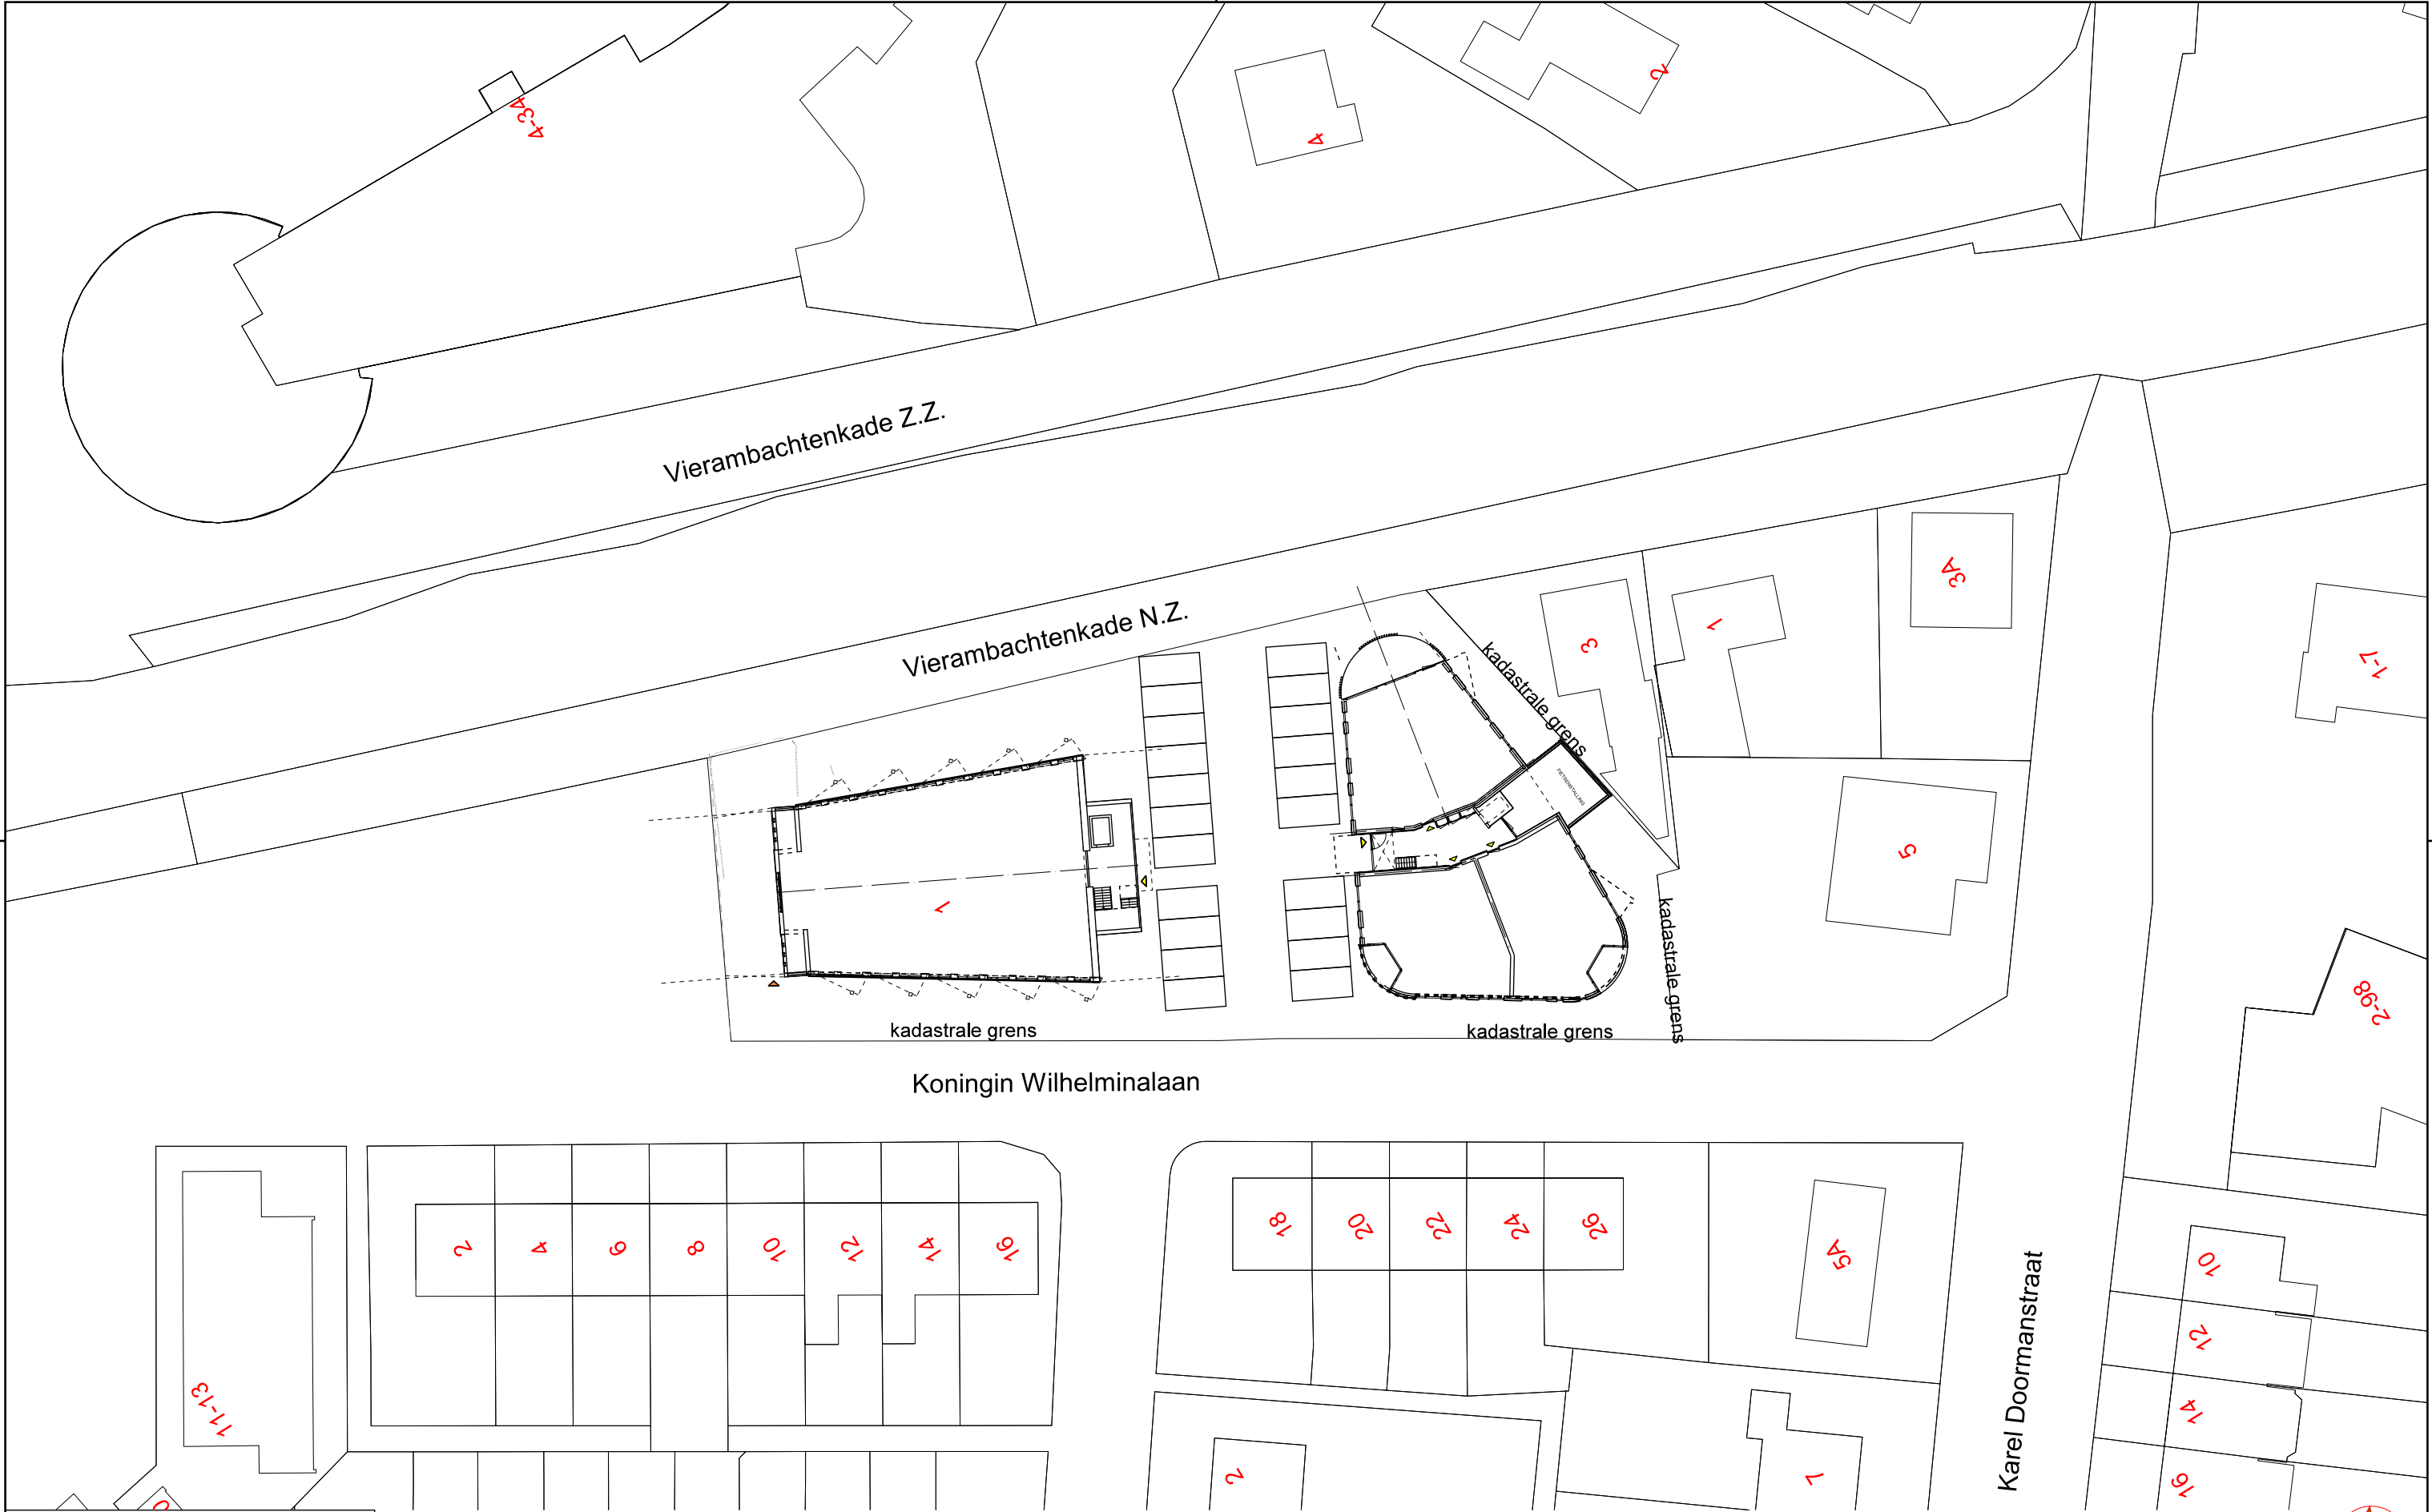 2
4-34
4
Vierambachtenkade Z.Z.
3A
Vierambachtenkade N.Z.
1
3
kadastrale grens
1-7
FIETSENSTALLING
5
1
kadastrale grens
2-98
kadastrale grens
kadastrale grens
Koningin Wilhelminalaan
2
4
6
8
10
12
14
16
18
20
22
24
26
5A
10
12
Karel Doormanstraat
11-13
14
2
7
16